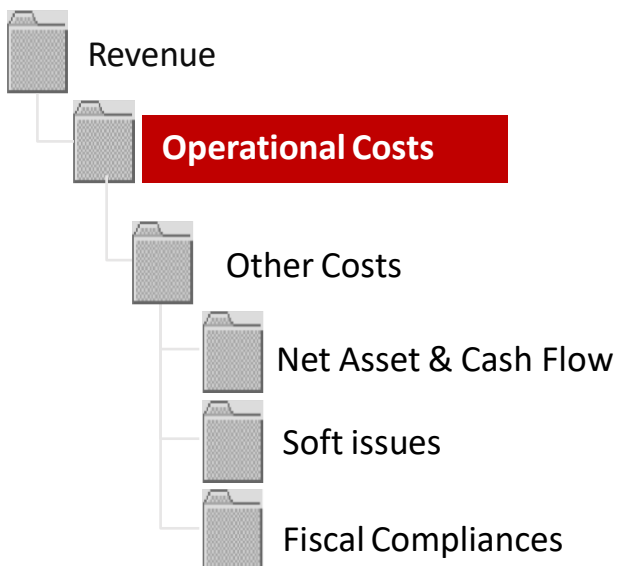 Revenue
Operational Costs
Other Costs
Net Asset & Cash Flow
Soft issues
Fiscal Compliances